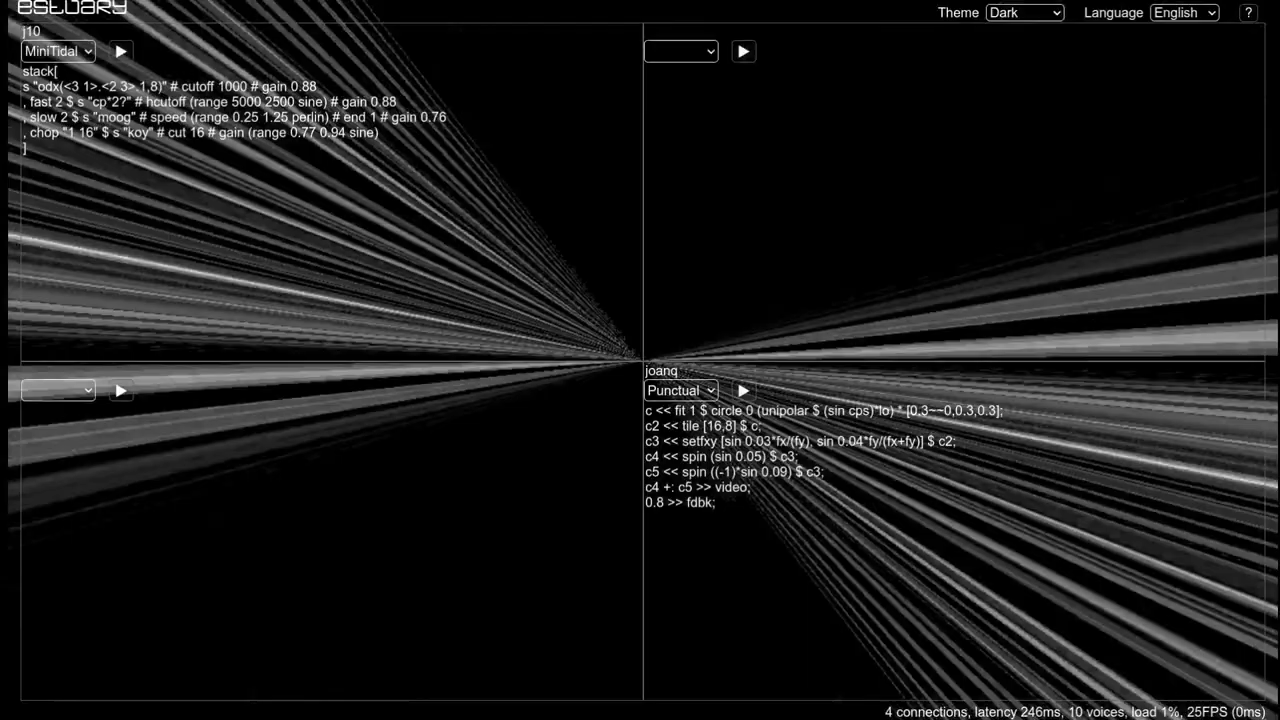 estuary
Theme Dark Language English ?
j10
MiniTidal
stack[
s "odx(<3 1>.<2 3>.1,8)" # cutoff 1000 # gain 0.88
, fast 2 $ s "cp*2?" # hcutoff (range 5000 2500 sine) # gain 0.88
, slow 2 $ s "moog" # speed (range 0.25 1.25 perlin) # end 1 # gain 0.76
, chop "1 16" $ s "koy" # cut 16 # gain (range 0.77 0.94 sine)
]
joanq
Punctual
c << fit 1 $ circle 0 (unipolar $ (sin cps)*lo) * [0.3~~0,0.3,0.3];
c2 << tile [16,8] $ c;
c3 << setfxy [sin 0.03*fx/(fy), sin 0.04*fy/(fx+fy)] $ c2;
c4 << spin (sin 0.05) $ c3;
c5 << spin ((-1)*sin 0.09) $ c3;
c4 +: c5 >> video;
0.8 >> fdbk;
4 connections, latency 246ms, 10 voices, load 1%, 25FPS (0ms)